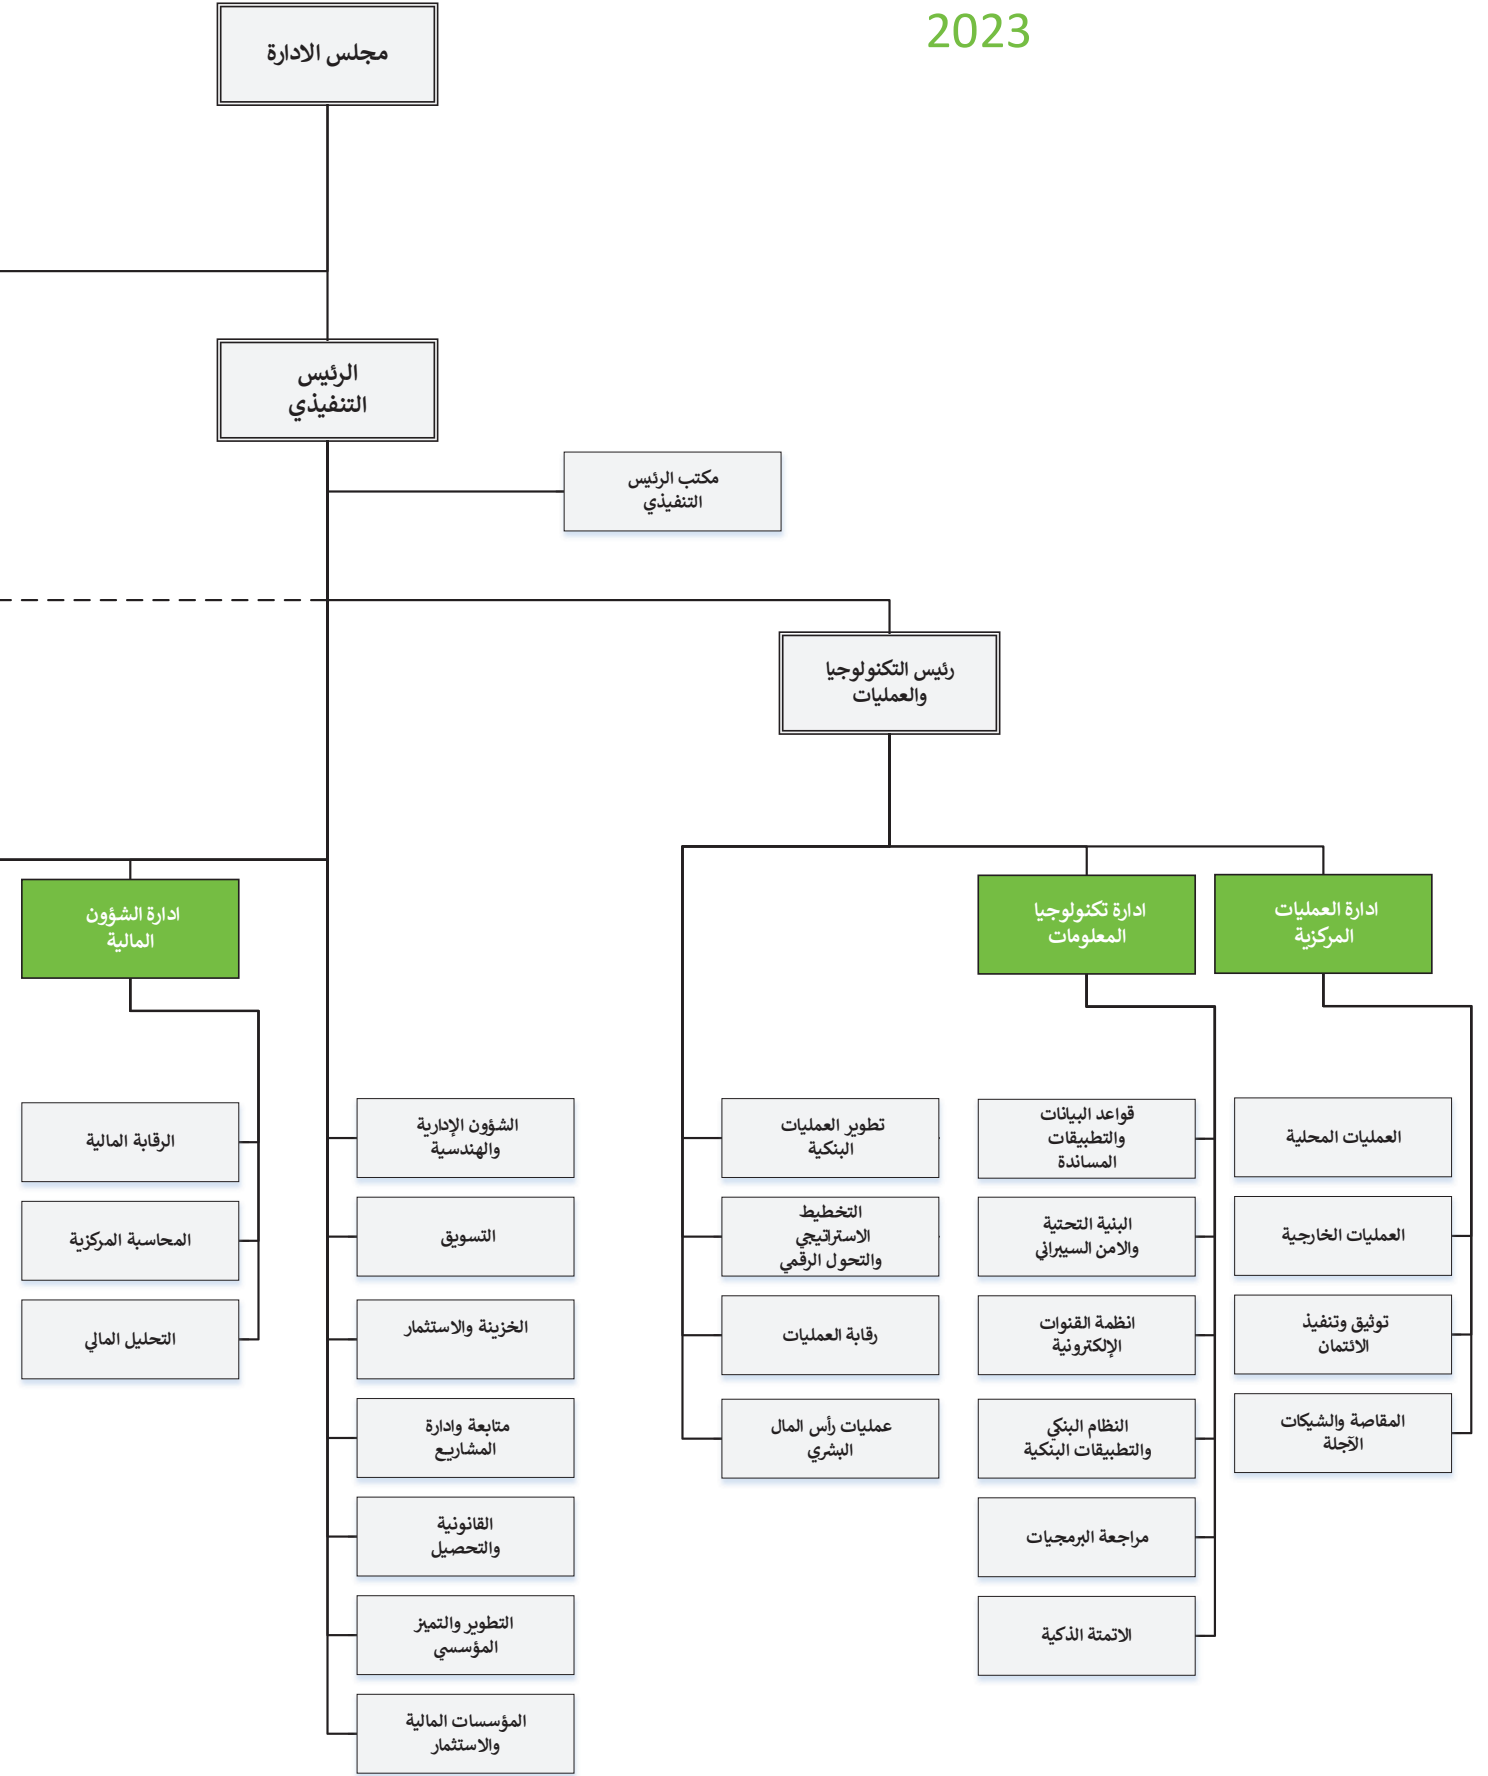 2023
مجلس الادارة
الرئيس
التنفيذي
مكتب الرئيس
التنفيذي
رئيس التكنولوجيا
والعمليات
ادارة العمليات
المركزية
ادارة تكنولوجيا
المعلومات
ادارة الشؤون
المالية
العمليات المحلية
العمليات الخارجية
توثيق وتنفيذ
الائتمان
المقاصة والشيكات
الآجلة
قواعد البيانات
والتطبيقات
المساندة
البنية التحتية
والامن السيبراني
انظمة القنوات
الإلكترونية
النظام البنكي
والتطبيقات البنكية
مراجعة البرمجيات
الاتمتة الذكية
تطوير العمليات
البنكية
التخطيط
الاستراتيجي
والتحول الرقمي
رقابة العمليات
عمليات رأس المال
البشري
الشؤون الإدارية
والهندسية
التسويق
الخزينة والاستثمار
متابعة وادارة
المشاريع
القانونية
والتحصيل
التطوير والتميز
المؤسسي
المؤسسات المالية
والاستثمار
الرقابة المالية
المحاسبة المركزية
التحليل المالي